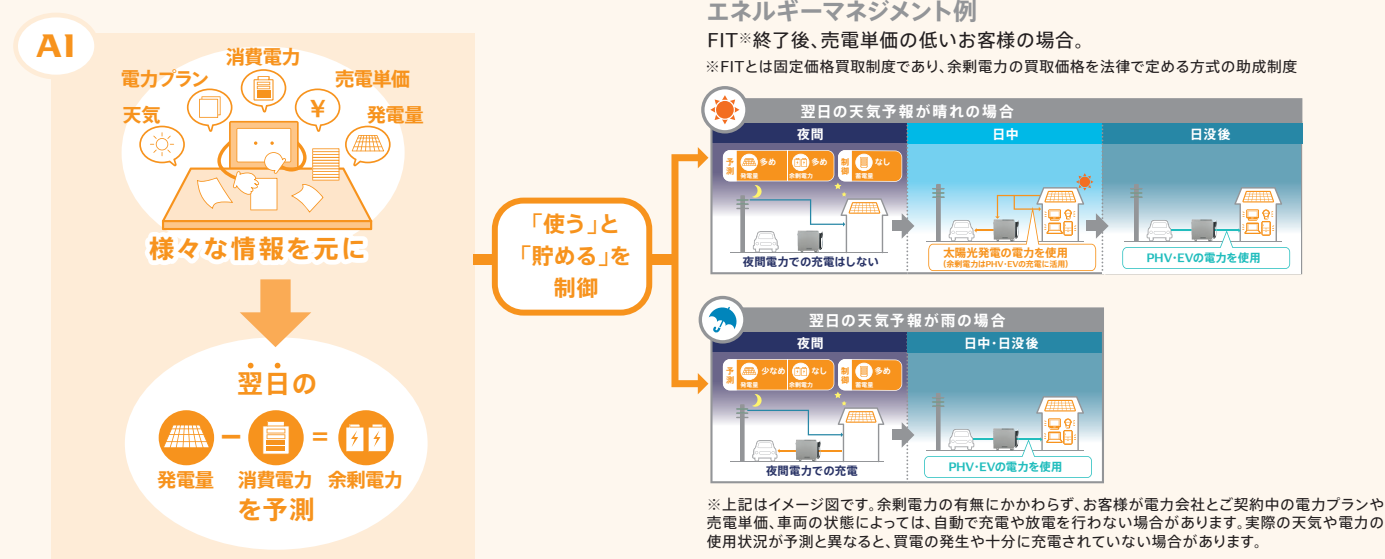 AI
消費電力
電力プラン
売電単価
天気
¥
発電量
様々な情報を元に
翌日の
発電量
－
消費電力
＝
余剰電力
を予測
「使う」と
「貯める」を
制御
エネルギーマネジメント例
FIT※終了後、売電単価の低いお客様の場合。
※FITとは固定価格買取制度であり、余剰電力の買取価格を法律で定める方式の助成制度
翌日の天気予報が晴れの場合
夜間
日中
日没後
予測
多め
発電量
多め
余剰電力
制御
なし
蓄電量
夜間電力での充電はしない
太陽光発電の電力を使用
(余剰電力はPHV・EVの充電に活用)
PHV・EVの電力を使用
翌日の天気予報が雨の場合
夜間
日中・日没後
予測
少なめ
発電量
なし
余剰電力
制御
多め
蓄電量
夜間電力での充電
PHV・EVの電力を使用
※上記はイメージ図です。余剰電力の有無にかかわらず、お客様が電力会社とご契約中の電力プランや
売電単価、車両の状態によっては、自動で充電や放電を行わない場合があります。実際の天気や電力の
使用状況が予測と異なると、買電の発生や十分に充電されていない場合があります。